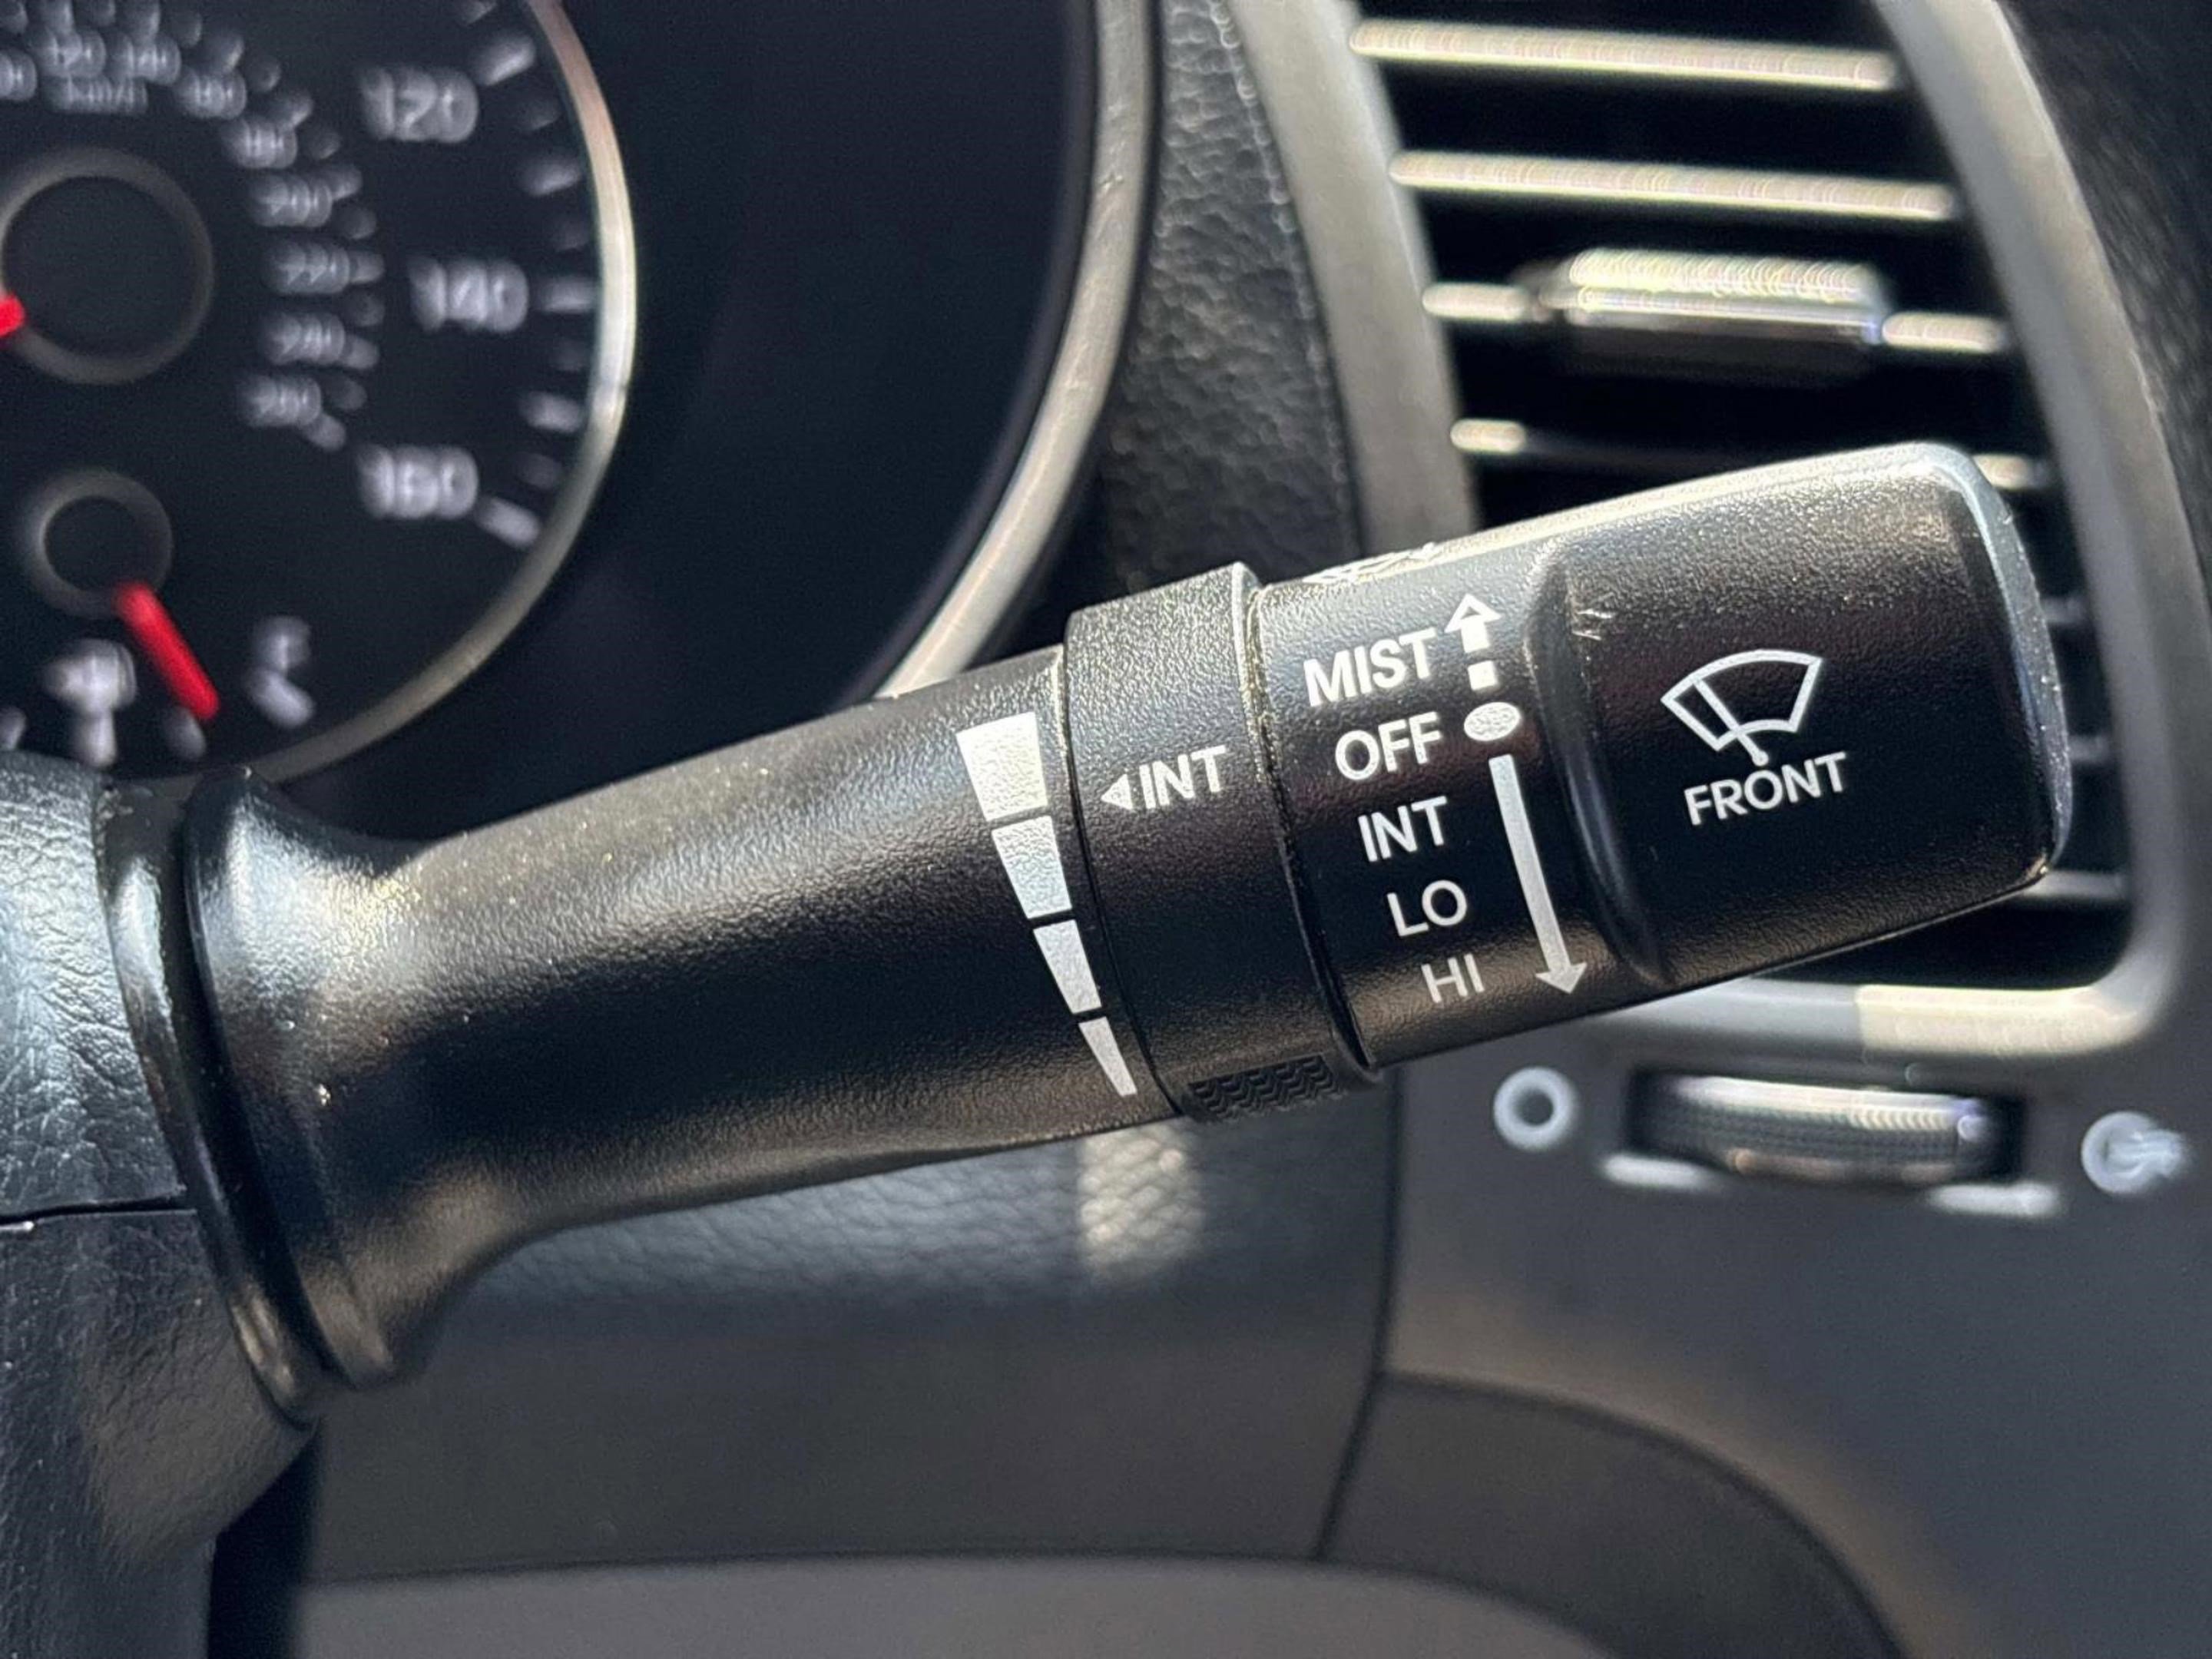 120
140
160
MIST
OFF
INT
INT
LO
HI
FRONT